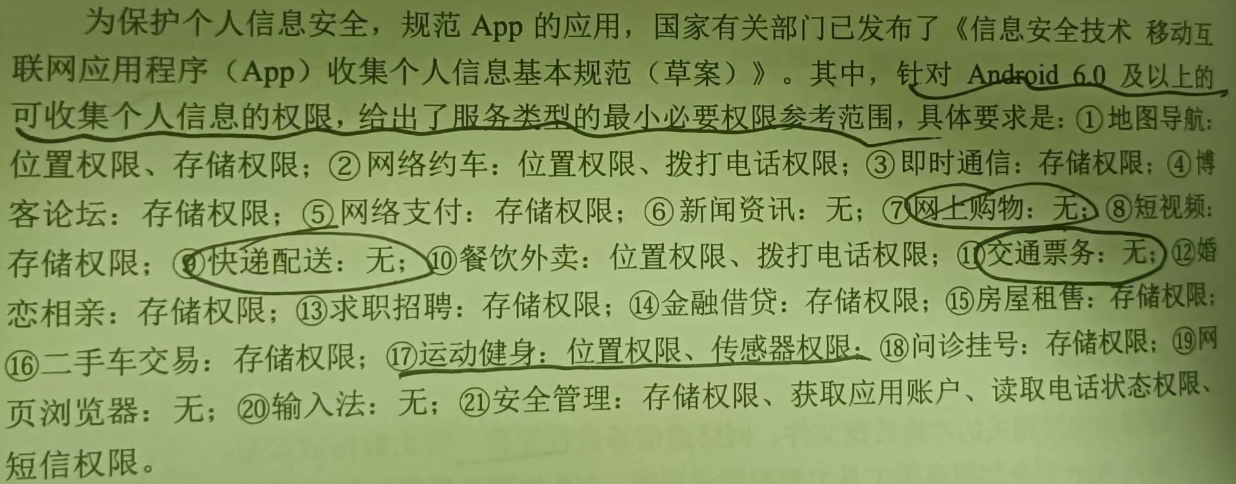 为保护个人信息安全，规范 App 的应用，国家有关部门已发布了《信息安全技术 移动互
联网应用程序（App）收集个人信息基本规范（草案）》。其中，针对 Android 6.0 及以上的
可收集个人信息的权限，给出了服务类型的最小必要权限参考范围，具体要求是：①地图导航：
位置权限、存储权限；②网络约车：位置权限、拨打电话权限；③即时通信：存储权限；④博
客论坛：存储权限；⑤网络支付：存储权限；⑥新闻资讯：无；⑦网上购物：无；⑧短视频：
存储权限；⑨快递配送：无；⑩餐饮外卖：位置权限、拨打电话权限；⑪交通票务：无；⑫婚
恋相亲：存储权限；⑬求职招聘：存储权限；⑭金融借贷：存储权限；⑮房屋租售：存储权限；
⑯二手车交易：存储权限；⑰运动健身：位置权限、传感器权限；⑱问诊挂号：存储权限；⑲网
页浏览器：无；⑳输入法：无；㉑安全管理：存储权限、获取应用账户、读取电话状态权限、
短信权限。